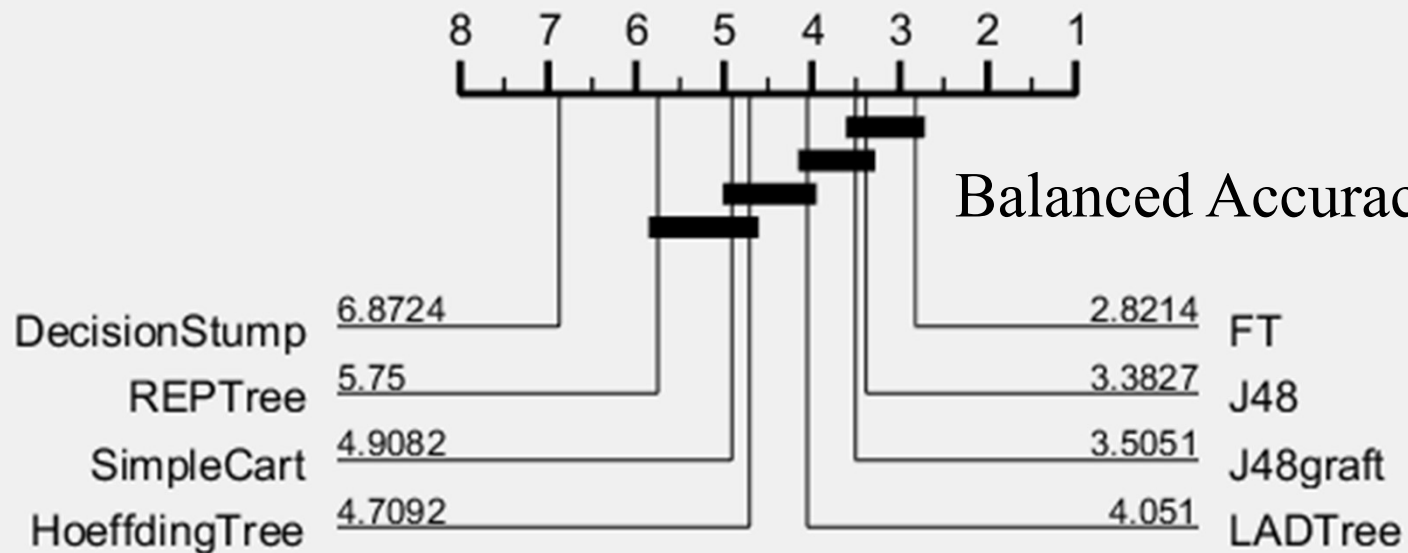 8 7 6 5 4 3 2 1
Balanced Accurac
DecisionStump 6.8724 2.8214 FT
REPTree 5.75 3.3827 J48
SimpleCart 4.9082 3.5051 J48graft
HoeffdingTree 4.7092 4.051 LADTree